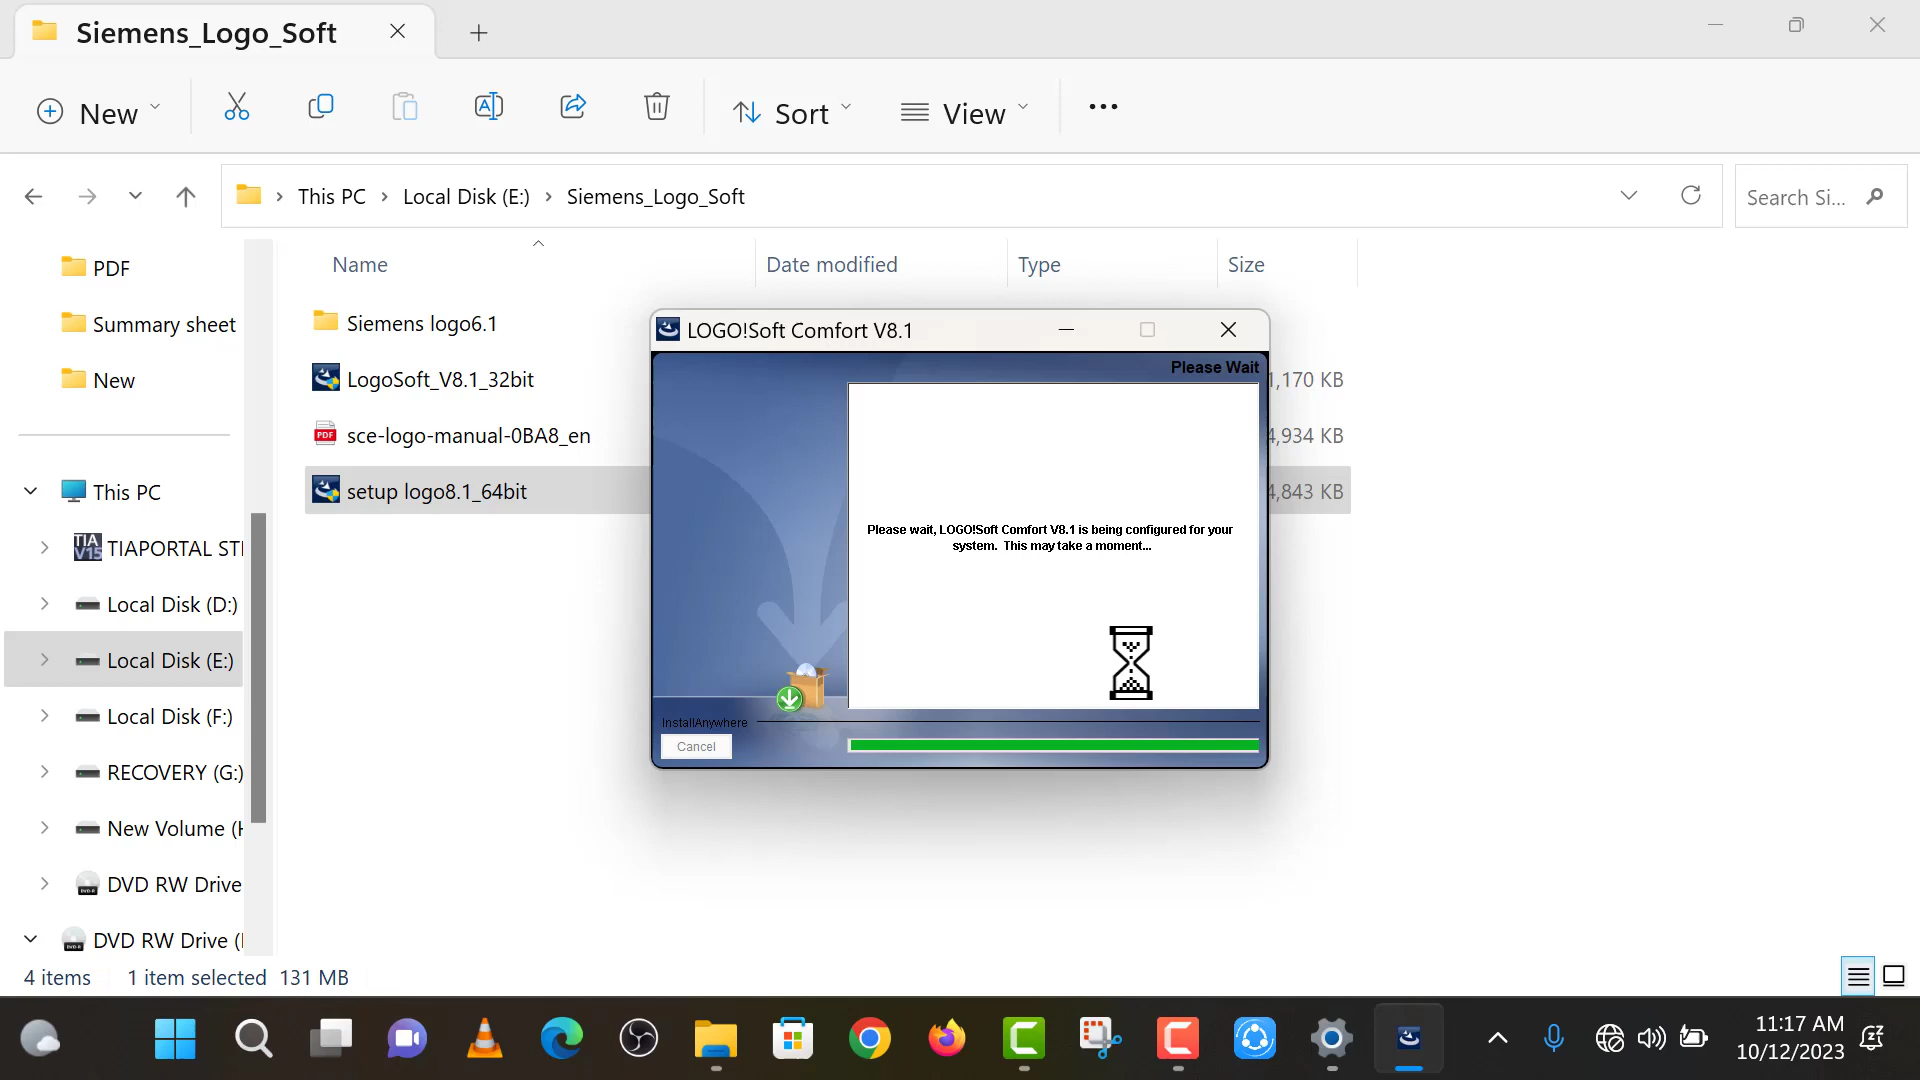 Siemens_Logo_Soft
New
Sort
View
This PC
Local Disk (E:)
Siemens_Logo_Soft
Search Si...
Name
Date modified
Type
Size
PDF
Summary sheet
New
This PC
TIA V15
TIAPORTAL
Local Disk (D:)
Local Disk (E:)
Local Disk (F:)
RECOVERY (G:)
New Volume
DVD RW Drive
DVD RW Drive
Siemens logo6.1
LogoSoft_V8.1_32bit
1,170 KB
PDF
sce-logo-manual-0BA8_en
4,934 KB
setup logo8.1_64bit
4,843 KB
LOGO!Soft Comfort V8.1
Please Wait
Please wait, LOGO!Soft Comfort V8.1 is being configured for your
system. This may take a moment...
InstallAnywhere
Cancel
4 items
1 item selected
131 MB
11:17 AM
10/12/2023